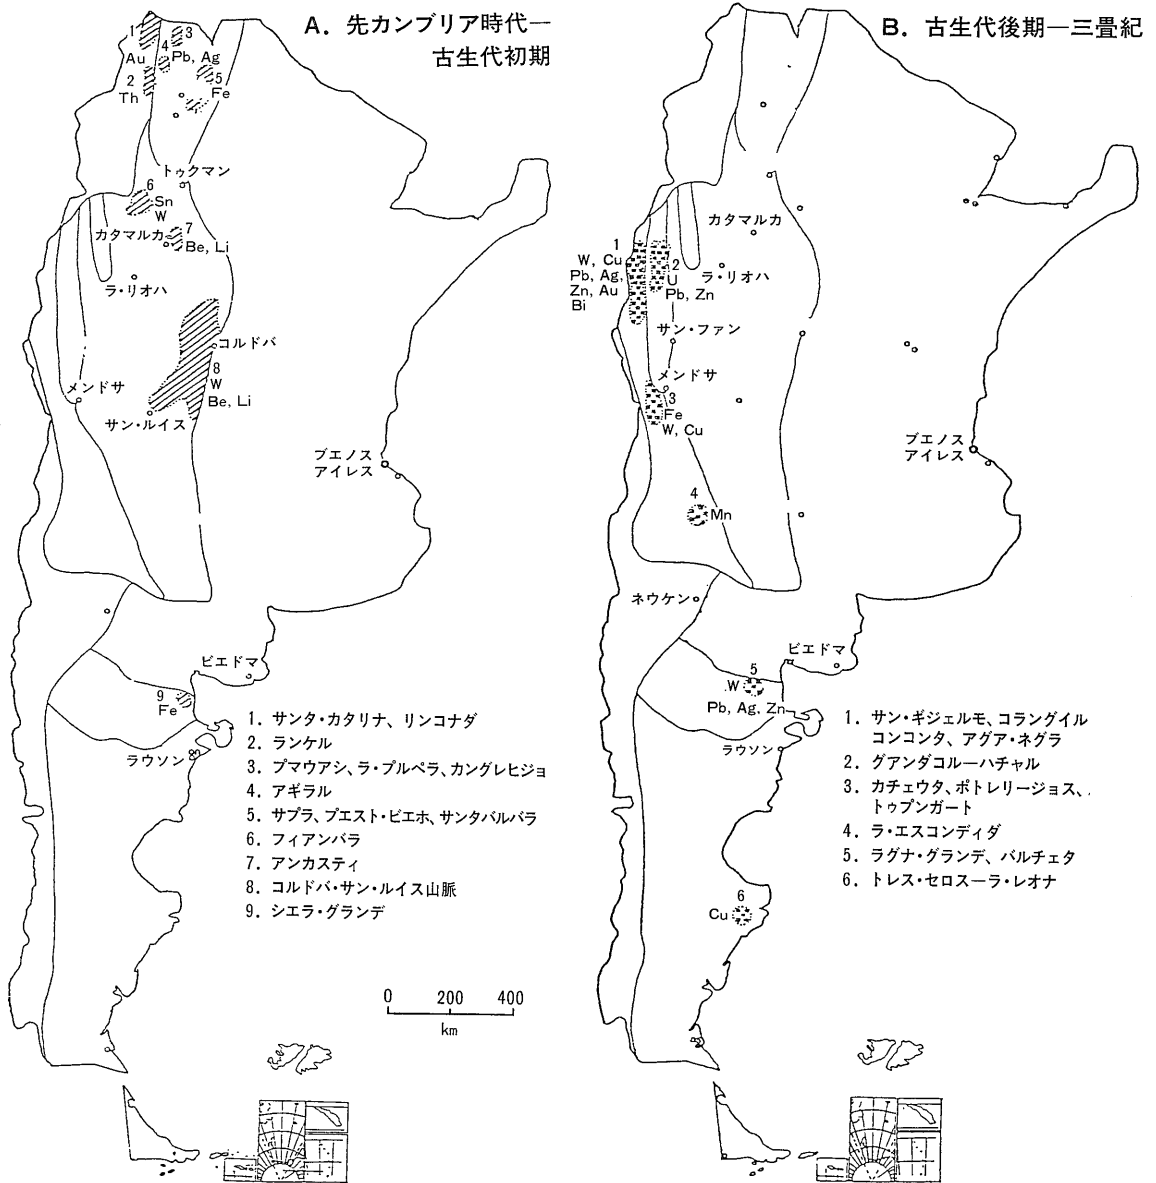 A. 先カンブリア時代―
古生代初期
1
3
4
Au
Pb, Ag
2
5
Th
Fe
トゥクマン
6
Sn
W
7
カタマルカ
Be, Li
ラ・リオハ
コルドバ
8
W
Be, Li
メンドサ
サン・ルイス
ブエノス
アイレス
ビエドマ
9
Fe
ラウソン
1. サンタ・カタリナ、リンコナダ
2. ランケル
3. プマウアシ、ラ・プルペラ、カングレヒジョ
4. アギラル
5. サプラ、プエスト・ビエホ、サンタバルバラ
6. フィアンバラ
7. アンカスティ
8. コルドバ・サン・ルイス山脈
9. シエラ・グランデ
0 200 400
km
B. 古生代後期―三畳紀
カタマルカ
1
W, Cu
Pb, Ag,
Zn, Au
Bi
2
U
Pb, Zn
ラ・リオハ
サン・ファン
メンドサ
3
Fe
W, Cu
ブエノス
アイレス
4
Mn
ネウケン
ビエドマ
5
W
Pb, Ag, Zn
ラウソン
6
Cu
1. サン・ギジェルモ、コラングイル
コンコンタ、アグア・ネグラ
2. グアンダコルーハチャル
3. カチェウタ、ポトレリージョス、
トゥプンガート
4. ラ・エスコンディダ
5. ラグナ・グランデ、バルチェタ
6. トレス・セロスーラ・レオナ